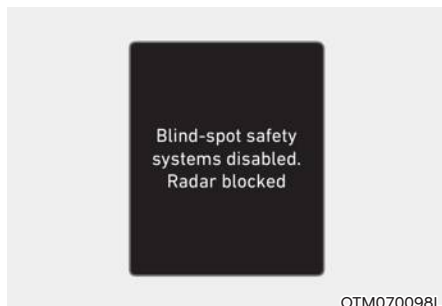 Blind-spot safety
systems disabled.
Radar blocked
OTM070098L